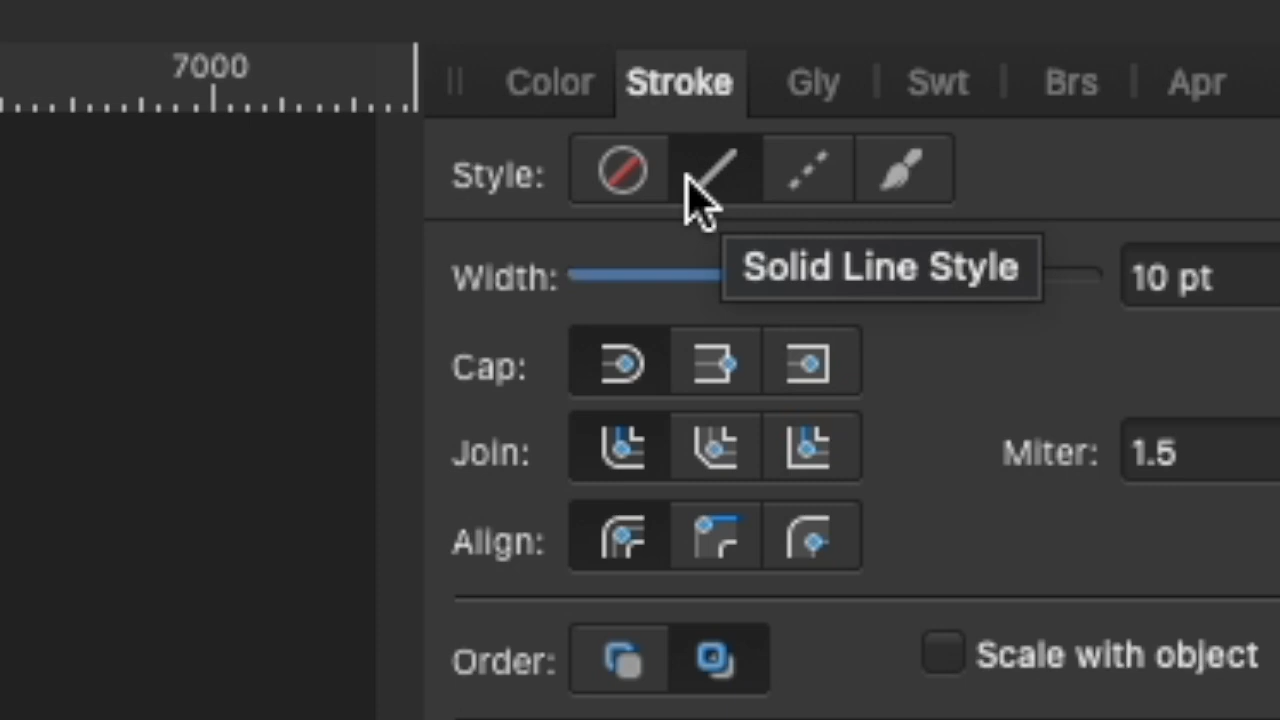 7000
Color Stroke Gly Swt Brs Apr
Style:
Solid Line Style
Width: 10 pt
Cap:
Join: Miter: 1.5
Align:
Order: Scale with object